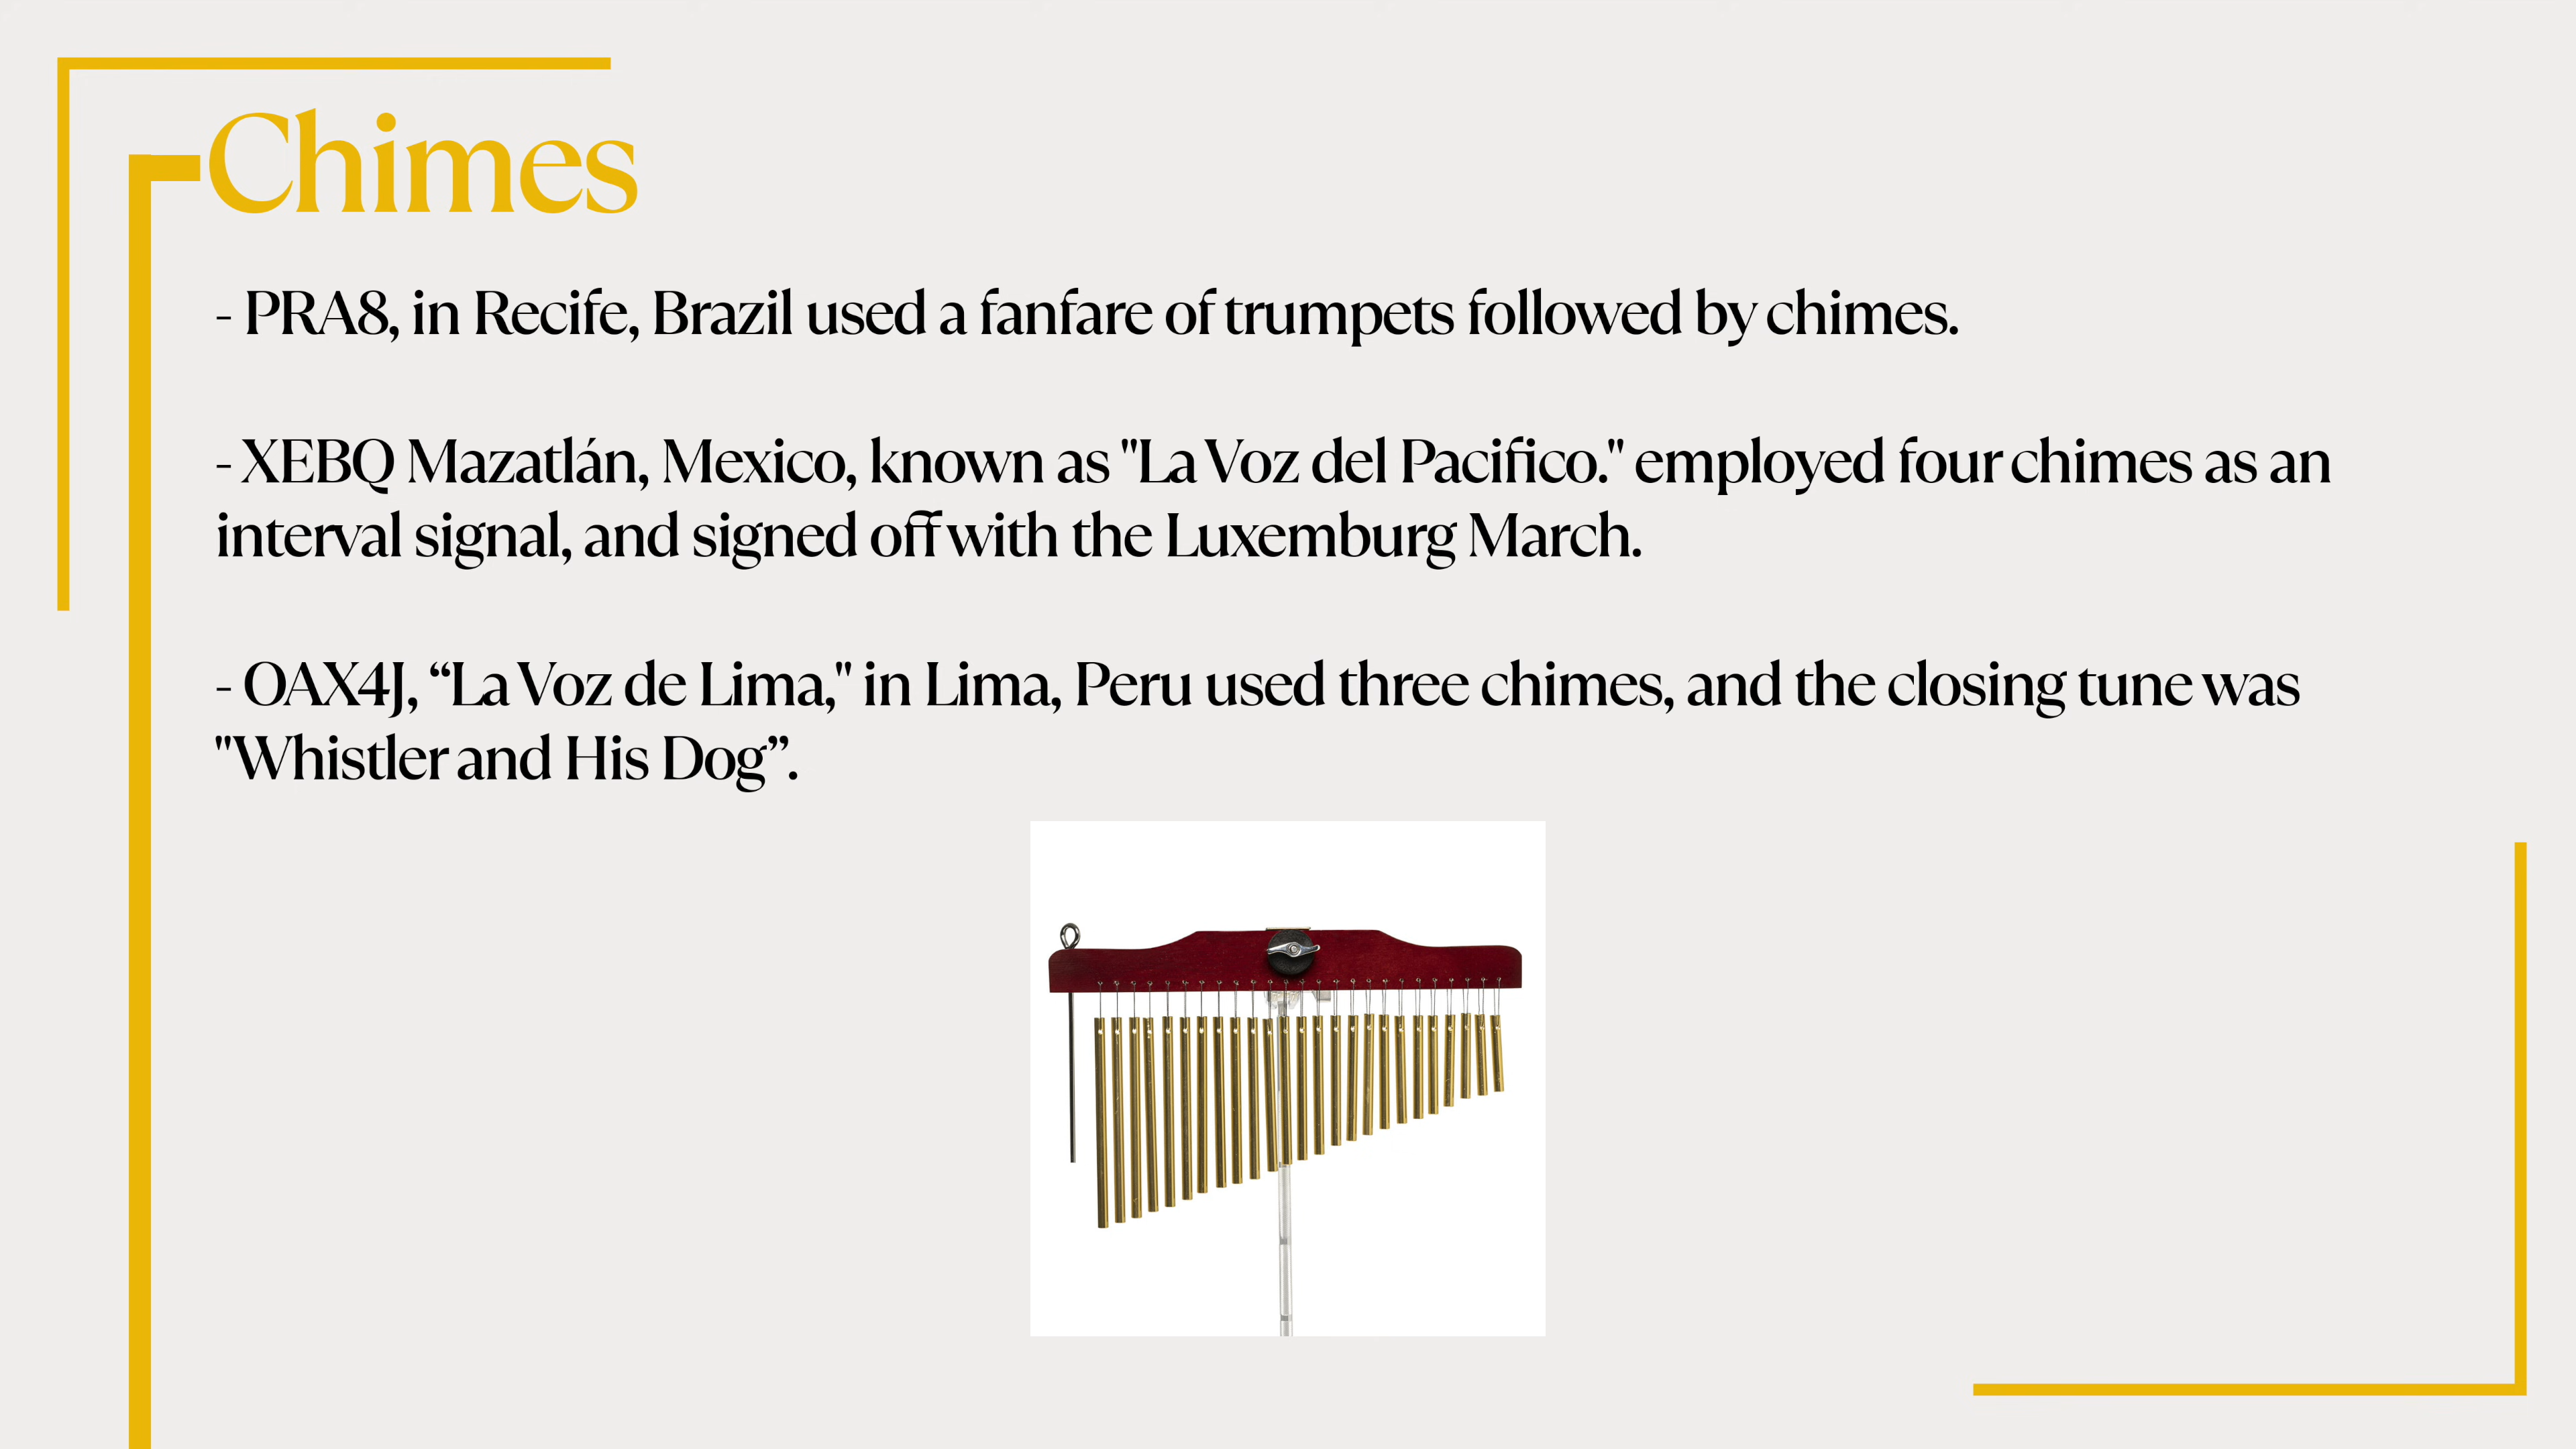 Chimes
- PRA8, in Recife, Brazil used a fanfare of trumpets followed by chimes.
- XEBQ Mazatlán, Mexico, known as "La Voz del Pacifico." employed four chimes as an
interval signal, and signed off with the Luxemburg March.
- OAX4J, “La Voz de Lima," in Lima, Peru used three chimes, and the closing tune was
"Whistler and His Dog”.